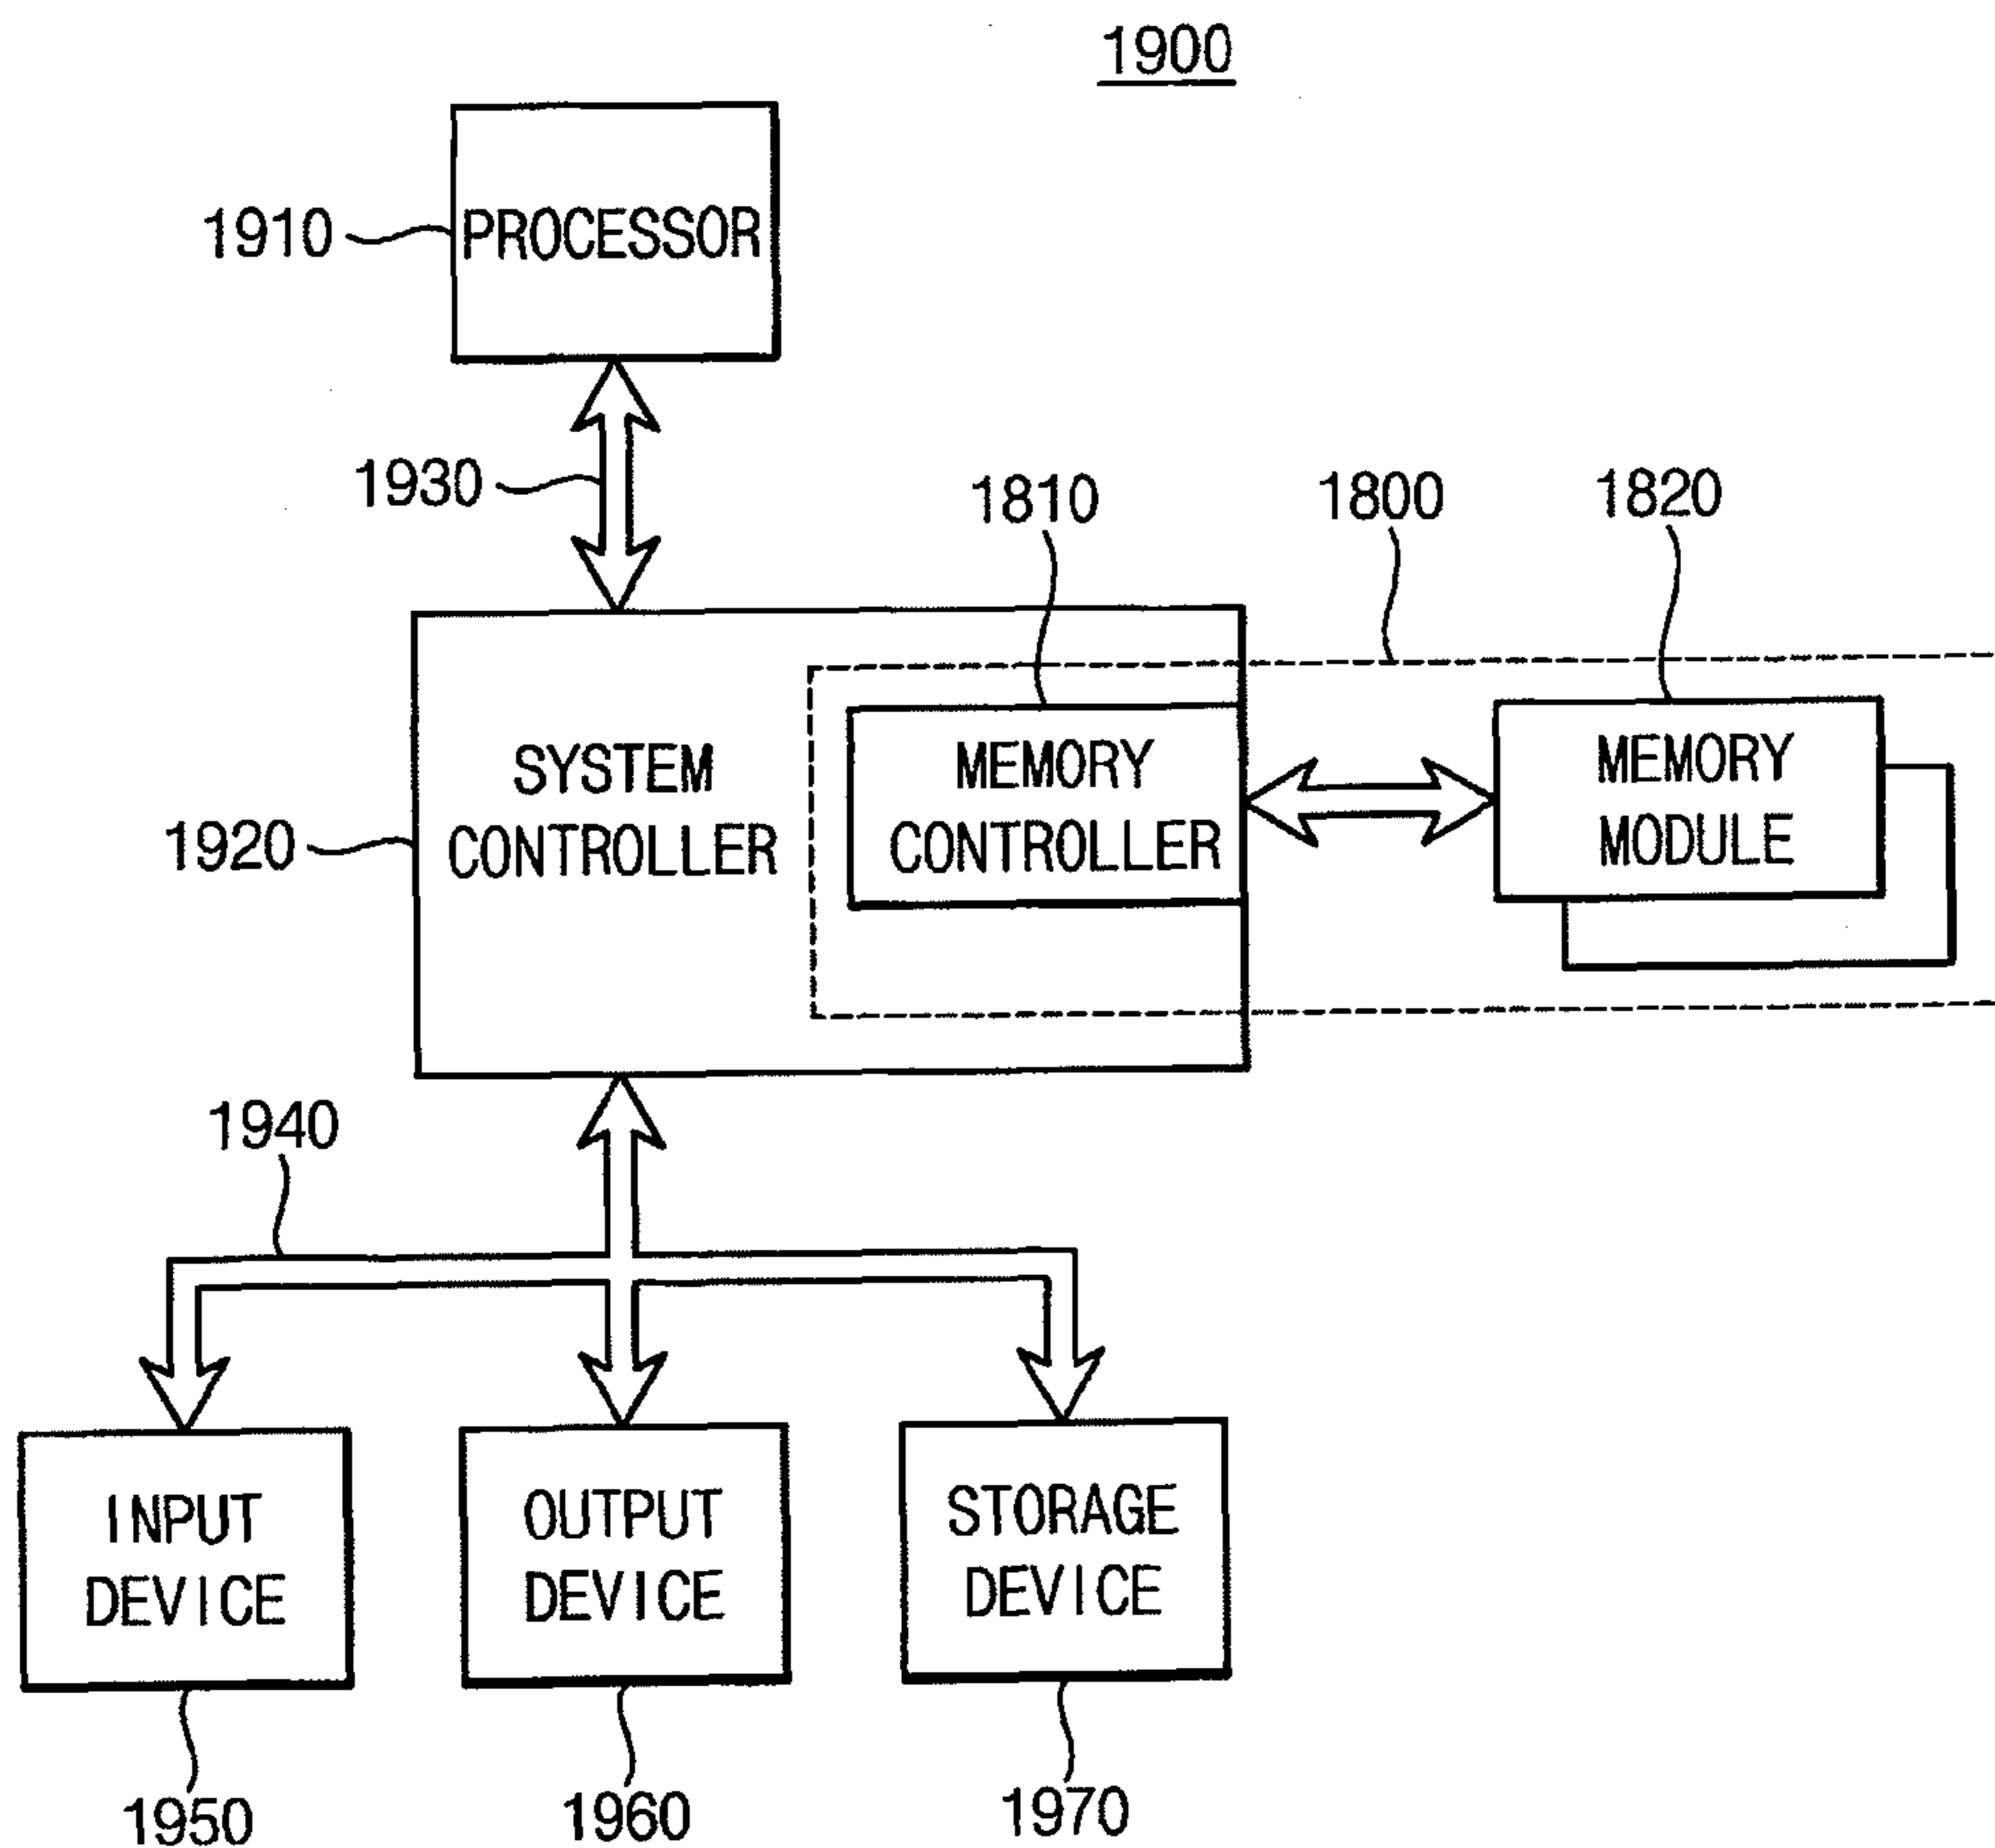 1900
PROCESSOR
1910
1930
1810
1800
1820
SYSTEM
CONTROLLER
1920
MEMORY
CONTROLLER
MEMORY
MODULE
1940
INPUT
DEVICE
OUTPUT
DEVICE
STORAGE
DEVICE
1950
1960
1970